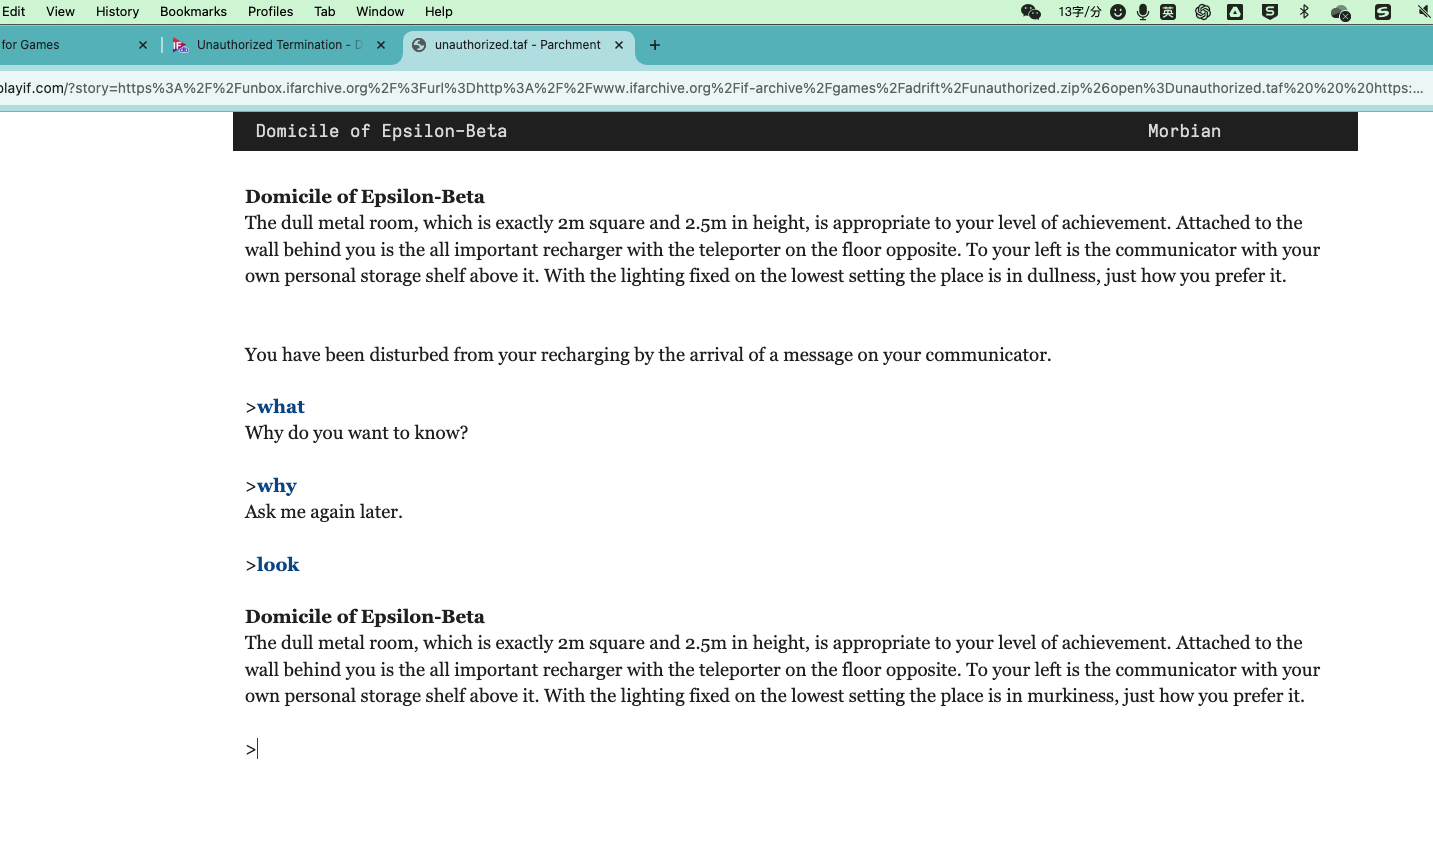 Edit View History Bookmarks Profiles Tab Window Help 13字/分 英
for Games × Unauthorized Termination - D × unauthorized.taf - Parchment × +
playif.com/?story=https%3A%2F%2Funbox.ifarchive.org%2F%3Furl%3Dhttp%3A%2F%2Fwww.ifarchive.org%2Fif-archive%2Fgames%2Fadrift%2Funauthorized.zip%26open%3Dunauthorized.taf%20%20%20https:...
Domicile of Epsilon-Beta Morbian
Domicile of Epsilon-Beta
The dull metal room, which is exactly 2m square and 2.5m in height, is appropriate to your level of achievement. Attached to the
wall behind you is the all important recharger with the teleporter on the floor opposite. To your left is the communicator with your
own personal storage shelf above it. With the lighting fixed on the lowest setting the place is in dullness, just how you prefer it.
You have been disturbed from your recharging by the arrival of a message on your communicator.
>what
Why do you want to know?
>why
Ask me again later.
>look
Domicile of Epsilon-Beta
The dull metal room, which is exactly 2m square and 2.5m in height, is appropriate to your level of achievement. Attached to the
wall behind you is the all important recharger with the teleporter on the floor opposite. To your left is the communicator with your
own personal storage shelf above it. With the lighting fixed on the lowest setting the place is in murkiness, just how you prefer it.
>